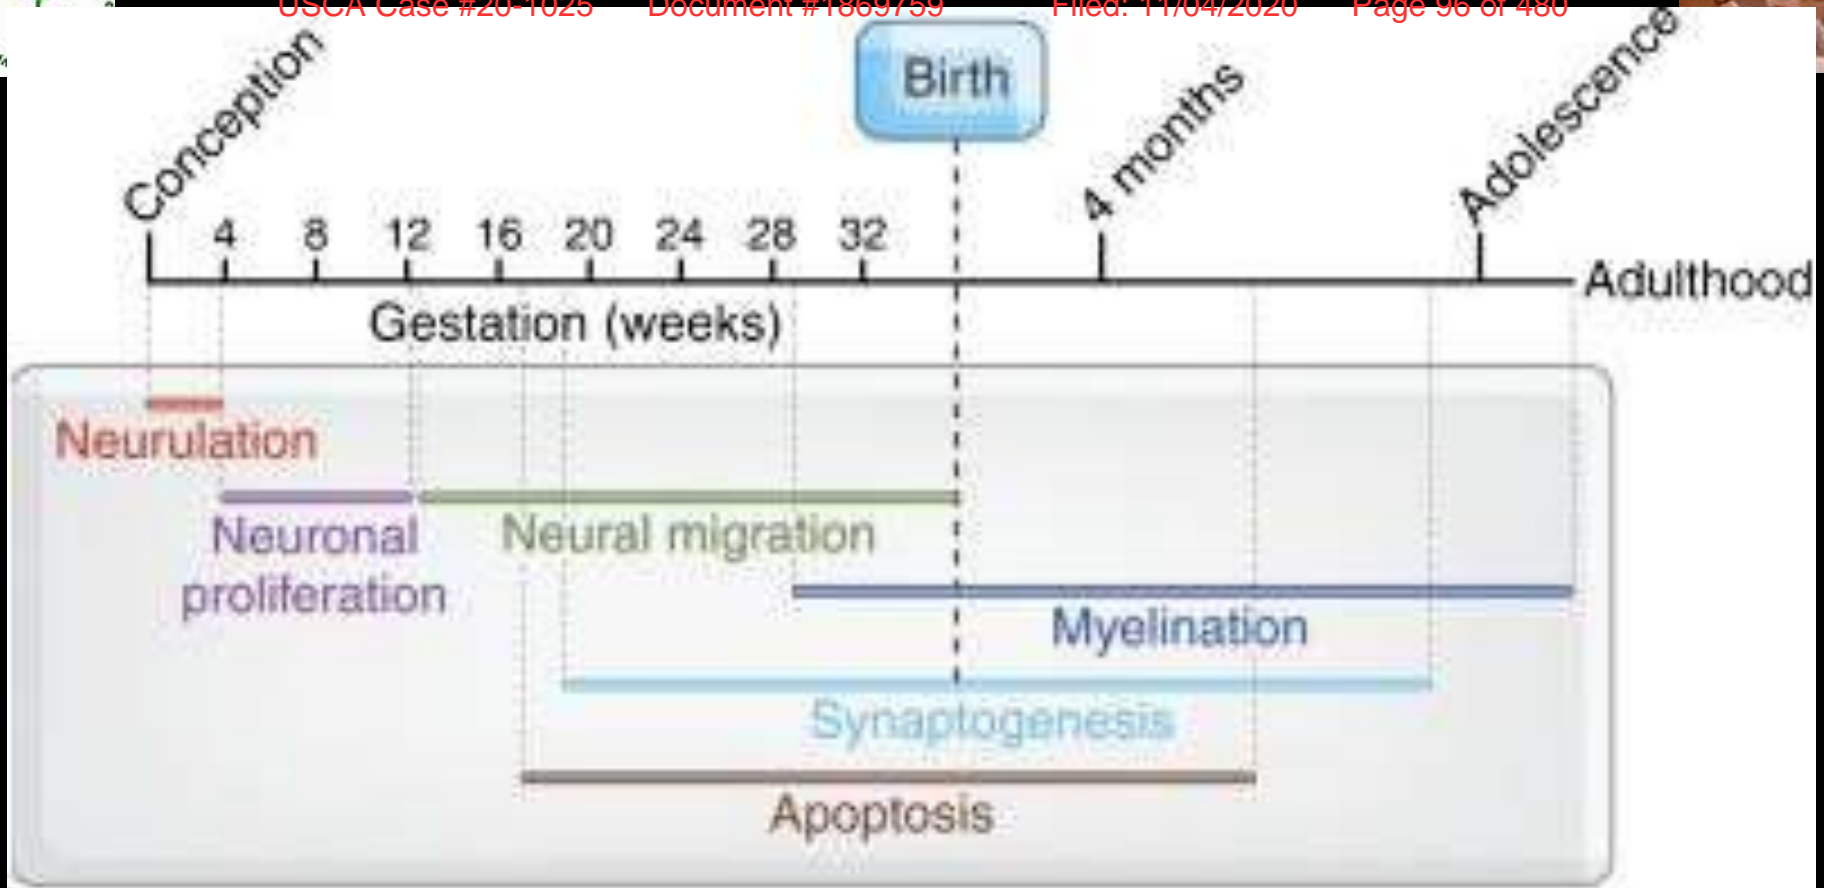 USCA Case #20-1025 Document #1869759 Filed: 11/04/2020 Page 96 of 480
Birth
Conception
4 months
Adolescence
4 8 12 16 20 24 28 32
Adulthood
Gestation (weeks)
Neurulation
Neuronal
proliferation
Neural migration
Myelination
Synaptogenesis
Apoptosis